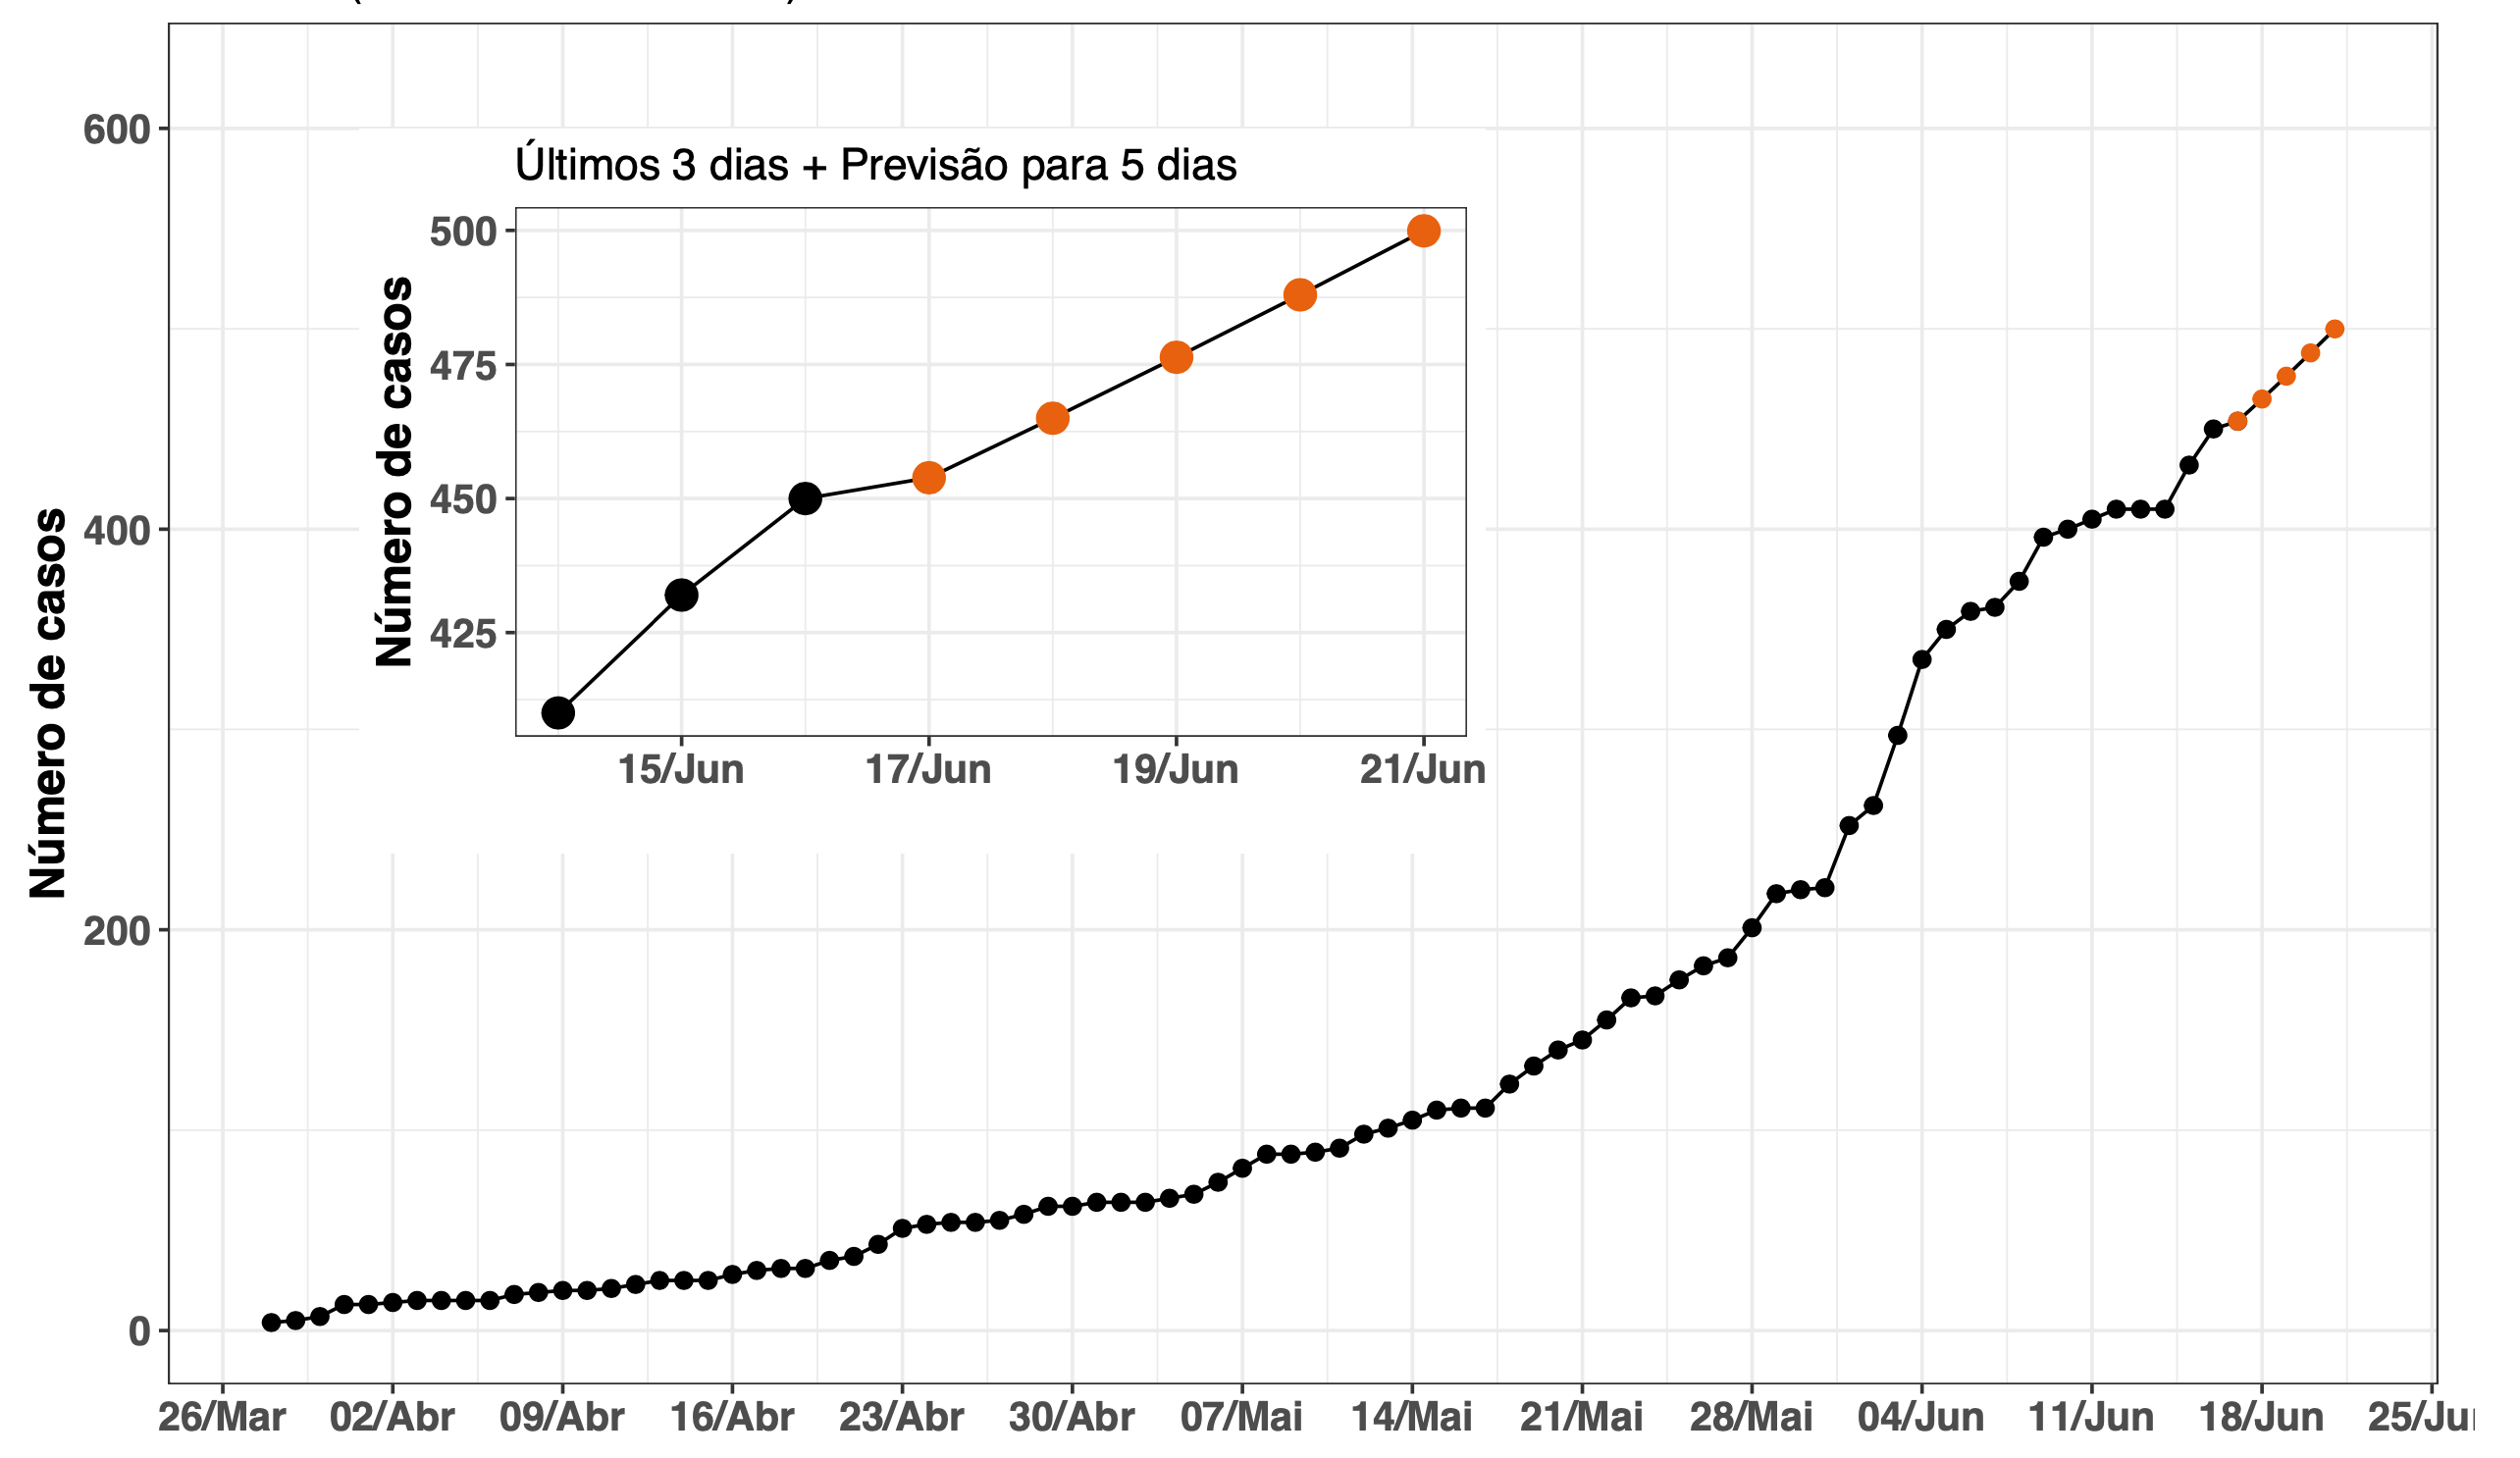 Número de casos
600
400
200
0
Últimos 3 dias + Previsão para 5 dias
Número de casos
500
475
450
425
15/Jun 17/Jun 19/Jun 21/Jun
26/Mar 02/Abr 09/Abr 16/Abr 23/Abr 30/Abr 07/Mai 14/Mai 21/Mai 28/Mai 04/Jun 11/Jun 18/Jun 25/Ju